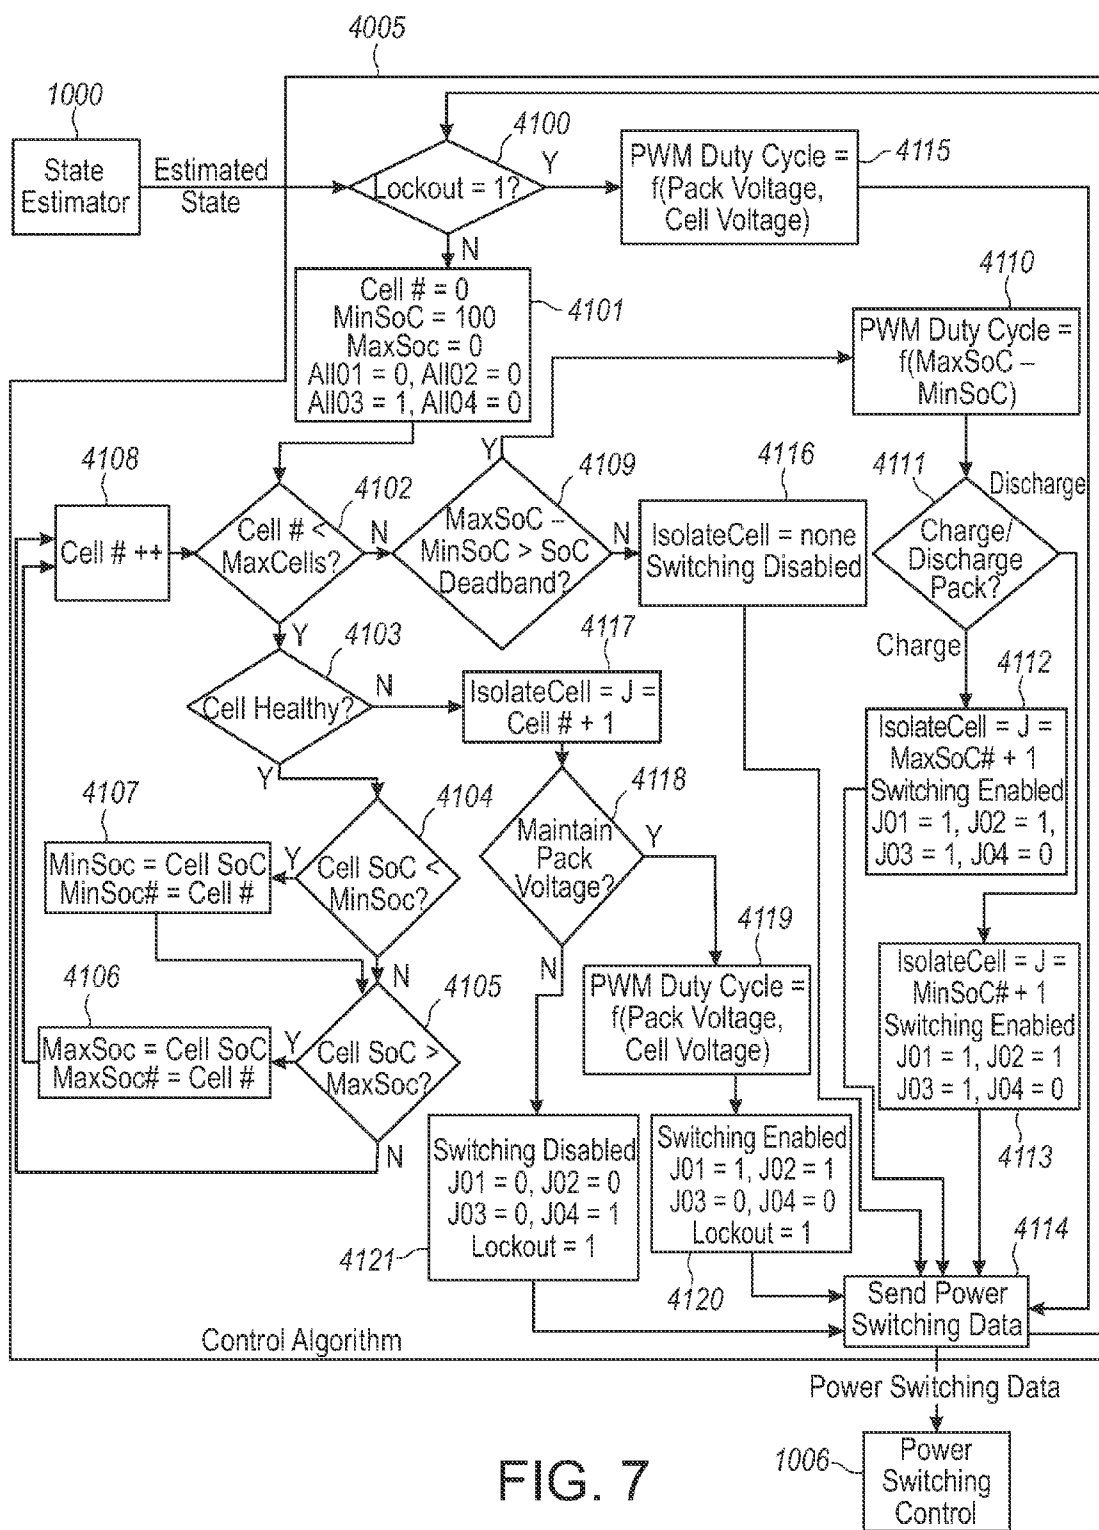 4005
1000
State
Estimator
Estimated
State
4100
Lockout = 1?
Y
N
PWM Duty Cycle =
f(Pack Voltage,
Cell Voltage)
4115
Cell # = 0
MinSoC = 100
MaxSoc = 0
All01 = 0, All02 = 0
All03 = 1, All04 = 0
4101
4110
PWM Duty Cycle =
f(MaxSoC –
MinSoC)
4108
Cell # ++
4102
Cell # <
MaxCells?
N
Y
Y
4109
MaxSoC –
MinSoC > SoC
Deadband?
N
4116
IsolateCell = none
Switching Disabled
4111
Discharge
Charge/
Discharge
Pack?
Charge
4103
Cell Healthy?
N
Y
4117
IsolateCell = J =
Cell # + 1
4112
IsolateCell = J =
MaxSoC# + 1
Switching Enabled
J01 = 1, J02 = 1,
J03 = 1, J04 = 0
4107
MinSoc = Cell SoC
MinSoc# = Cell #
Y
4104
Cell SoC <
MinSoc?
N
4118
Maintain
Pack
Voltage?
Y
N
4119
PWM Duty Cycle =
f(Pack Voltage,
Cell Voltage)
IsolateCell = J =
MinSoC# + 1
Switching Enabled
J01 = 1, J02 = 1
J03 = 1, J04 = 0
4113
4106
MaxSoc = Cell SoC
MaxSoc# = Cell #
Y
4105
Cell SoC >
MaxSoc?
N
Switching Disabled
J01 = 0, J02 = 0
J03 = 0, J04 = 1
Lockout = 1
4121
Switching Enabled
J01 = 1, J02 = 1
J03 = 0, J04 = 0
Lockout = 1
4120
4114
Send Power
Switching Data
Control Algorithm
Power Switching Data
1006
Power
Switching
Control
FIG. 7